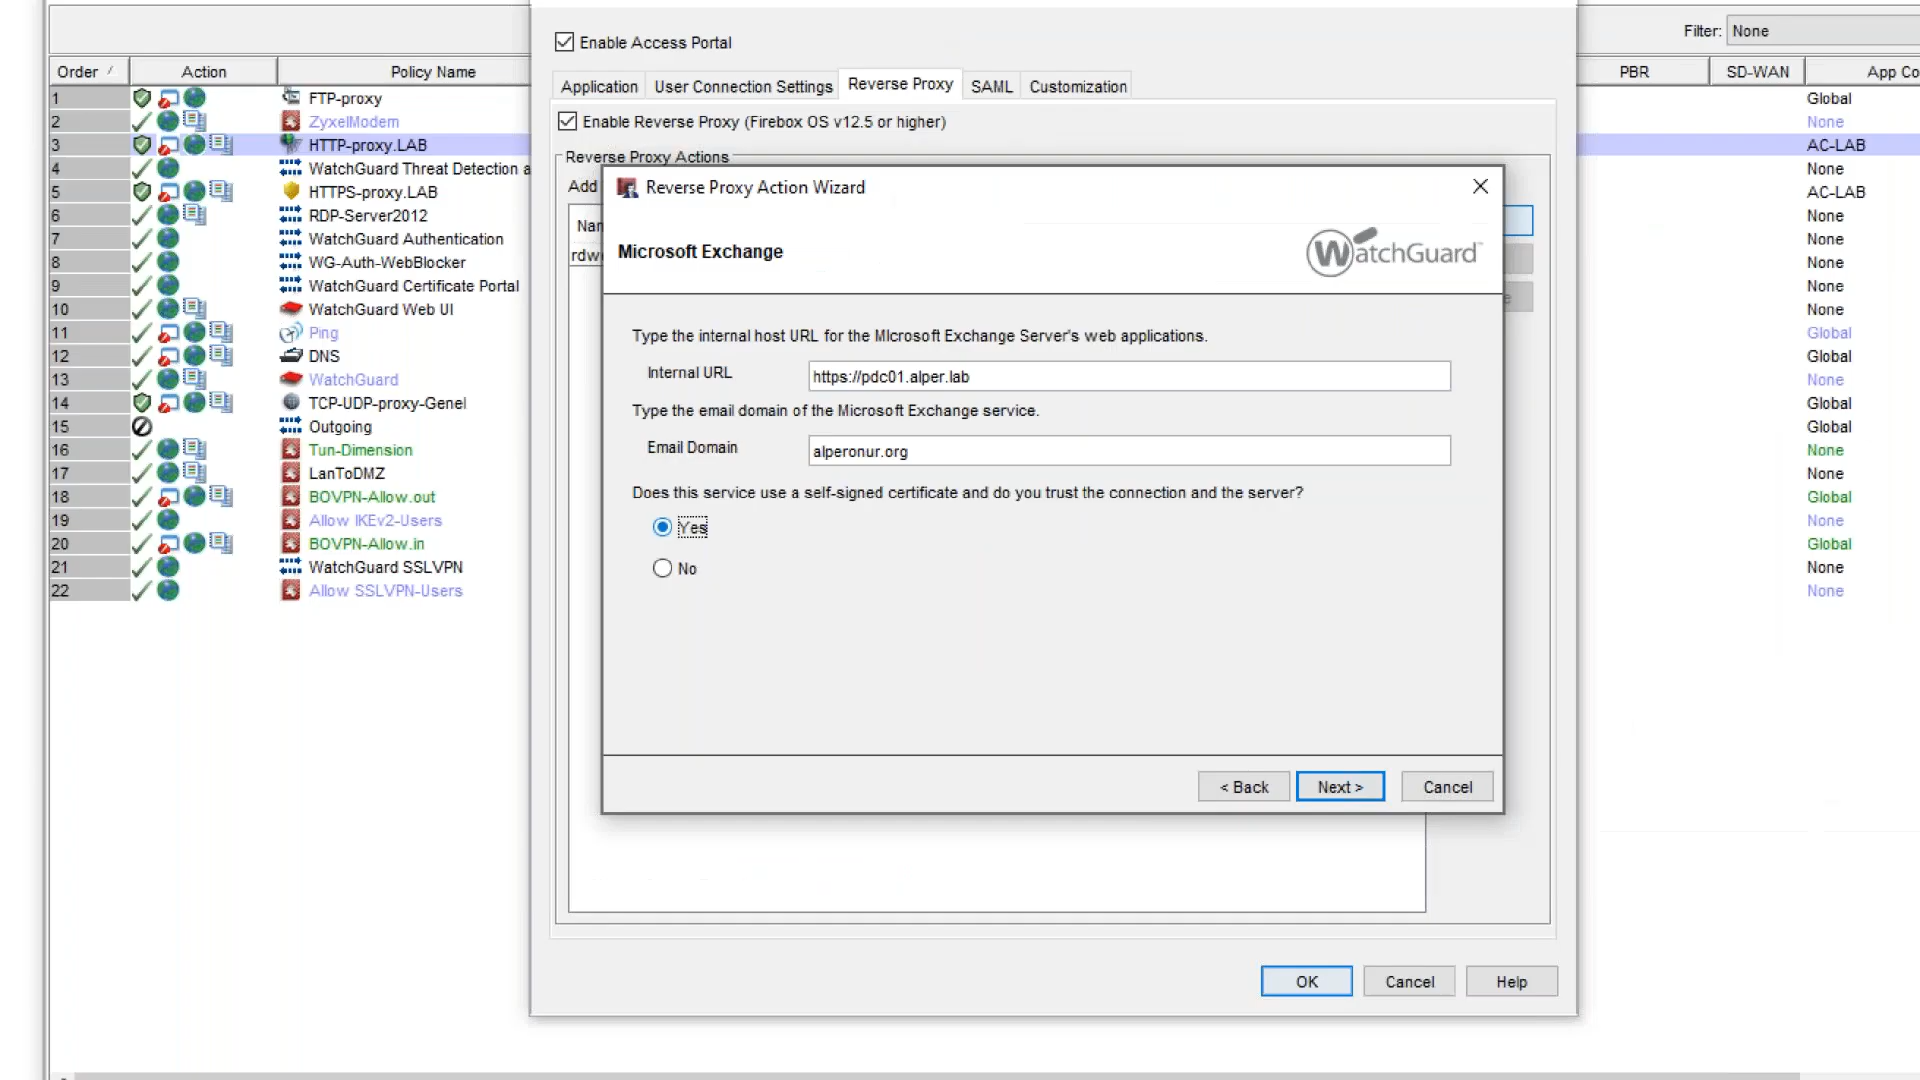 Filter: None
Order Action Policy Name PBR SD-WAN App Co
1 FTP-proxy Global
2 ZyxelModem None
3 HTTP-proxy.LAB AC-LAB
4 WatchGuard Threat Detection a None
5 HTTPS-proxy.LAB AC-LAB
6 RDP-Server2012 None
7 WatchGuard Authentication None
8 WG-Auth-WebBlocker None
9 WatchGuard Certificate Portal None
10 WatchGuard Web UI None
11 Ping Global
12 DNS Global
13 WatchGuard None
14 TCP-UDP-proxy-Genel Global
15 Outgoing Global
16 Tun-Dimension None
17 LanToDMZ None
18 BOVPN-Allow.out Global
19 Allow IKEv2-Users None
20 BOVPN-Allow.in Global
21 WatchGuard SSLVPN None
22 Allow SSLVPN-Users None
Enable Access Portal
Application User Connection Settings Reverse Proxy SAML Customization
Enable Reverse Proxy (Firebox OS v12.5 or higher)
Reverse Proxy Actions
Add
Nam
rdw
Reverse Proxy Action Wizard
Microsoft Exchange
WatchGuard
Type the internal host URL for the MIcrosoft Exchange Server's web applications.
Internal URL https://pdc01.alper.lab
Type the email domain of the Microsoft Exchange service.
Email Domain alperonur.org
Does this service use a self-signed certificate and do you trust the connection and the server?
Yes
No
< Back Next > Cancel
OK Cancel Help